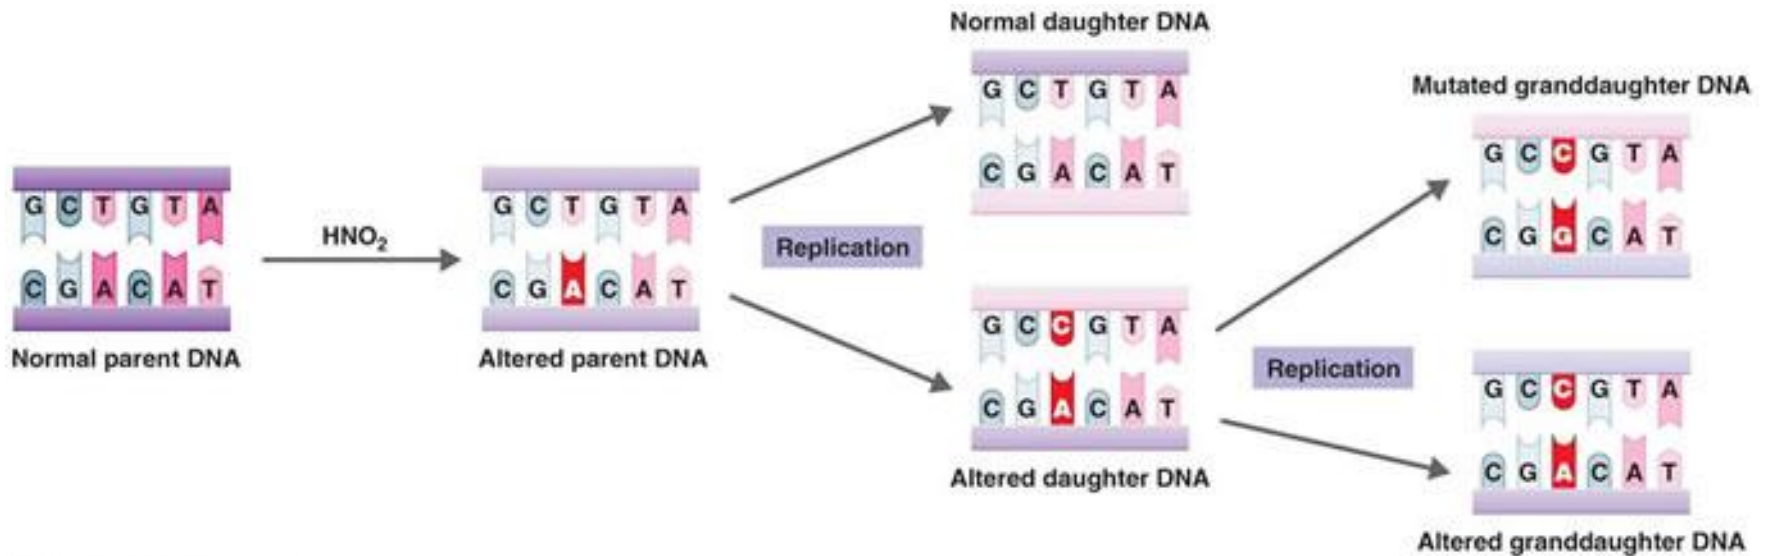 Normal daughter DNA
G C T G T A
C G A C A T
Mutated granddaughter DNA
G C C G T A
C G G C A T
G C T G T A
C G A C A T
Normal parent DNA
HNO2
G C T G T A
C G A C A T
Altered parent DNA
Replication
G C C G T A
C G A C A T
Altered daughter DNA
Replication
G C C G T A
C G A C A T
Altered granddaughter DNA